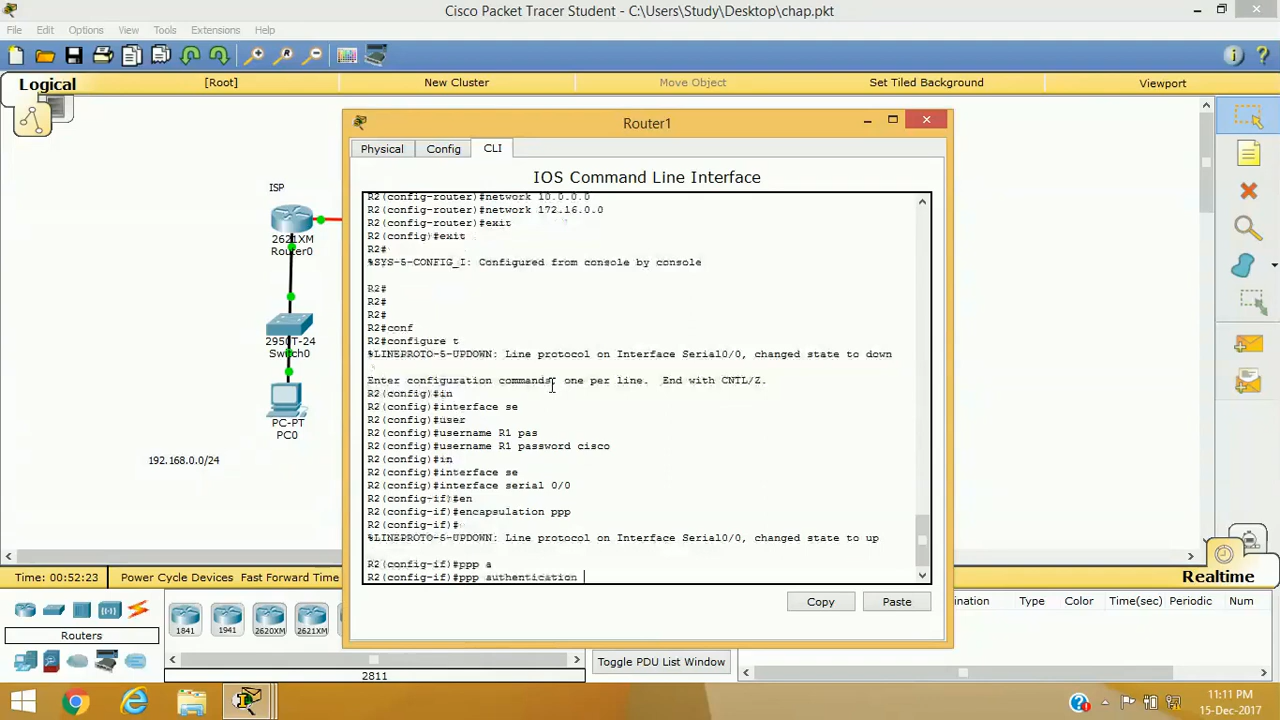 Cisco Packet Tracer Student - C:\Users\Study\Desktop\chap.pkt
File Edit Options View Tools Extensions Help
Logical [Root] New Cluster Move Object Set Tiled Background Viewport
ISP
2621XM
Router0
2950T-24
Switch0
PC-PT
PC0
192.168.0.0/24
Router1
Physical Config CLI
IOS Command Line Interface
R2(config-router)#network 10.0.0.0
R2(config-router)#network 172.16.0.0
R2(config-router)#exit
R2(config)#exit
R2#
%SYS-5-CONFIG_I: Configured from console by console
R2#
R2#
R2#
R2#conf
R2#configure t
%LINEPROTO-5-UPDOWN: Line protocol on Interface Serial0/0, changed state to down
Enter configuration commands, one per line. End with CNTL/Z.
R2(config)#in
R2(config)#interface se
R2(config)#user
R2(config)#username R1 pas
R2(config)#username R1 password cisco
R2(config)#in
R2(config)#interface se
R2(config)#interface serial 0/0
R2(config-if)#en
R2(config-if)#encapsulation ppp
R2(config-if)#
%LINEPROTO-5-UPDOWN: Line protocol on Interface Serial0/0, changed state to up
R2(config-if)#ppp a
R2(config-if)#ppp authentication
Copy Paste
Time: 00:52:23 Power Cycle Devices Fast Forward Time Realtime
1841 1941 2620XM 2621XM
Routers
2811
Toggle PDU List Window
ination Type Color Time(sec) Periodic Num
11:11 PM
15-Dec-2017